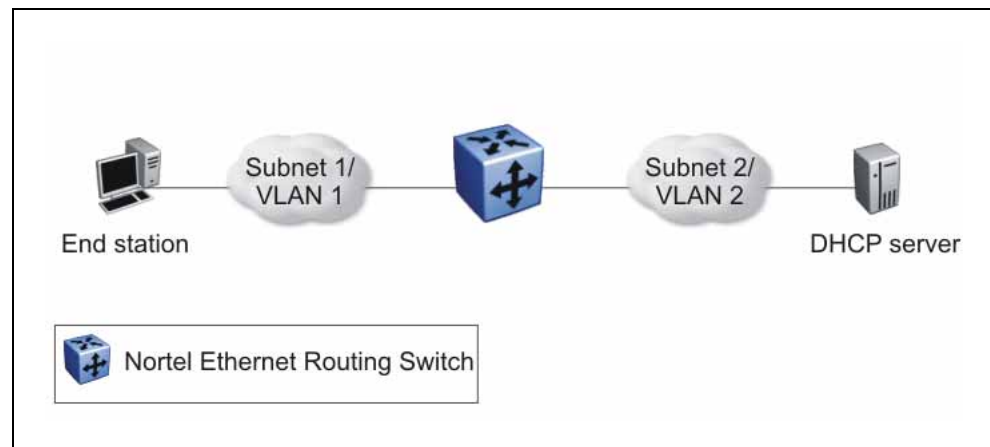 Subnet 1/
VLAN 1
Subnet 2/
VLAN 2
End station
DHCP server
Nortel Ethernet Routing Switch